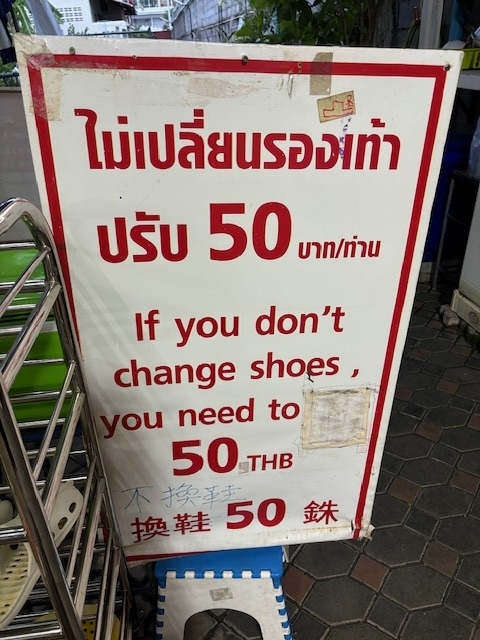 ไม่เปลี่ยนรองเท้า
ปรับ 50 บาท/ท่าน
If you don't
change shoes ,
you need to
50.THB
不換鞋
換鞋 50 銖